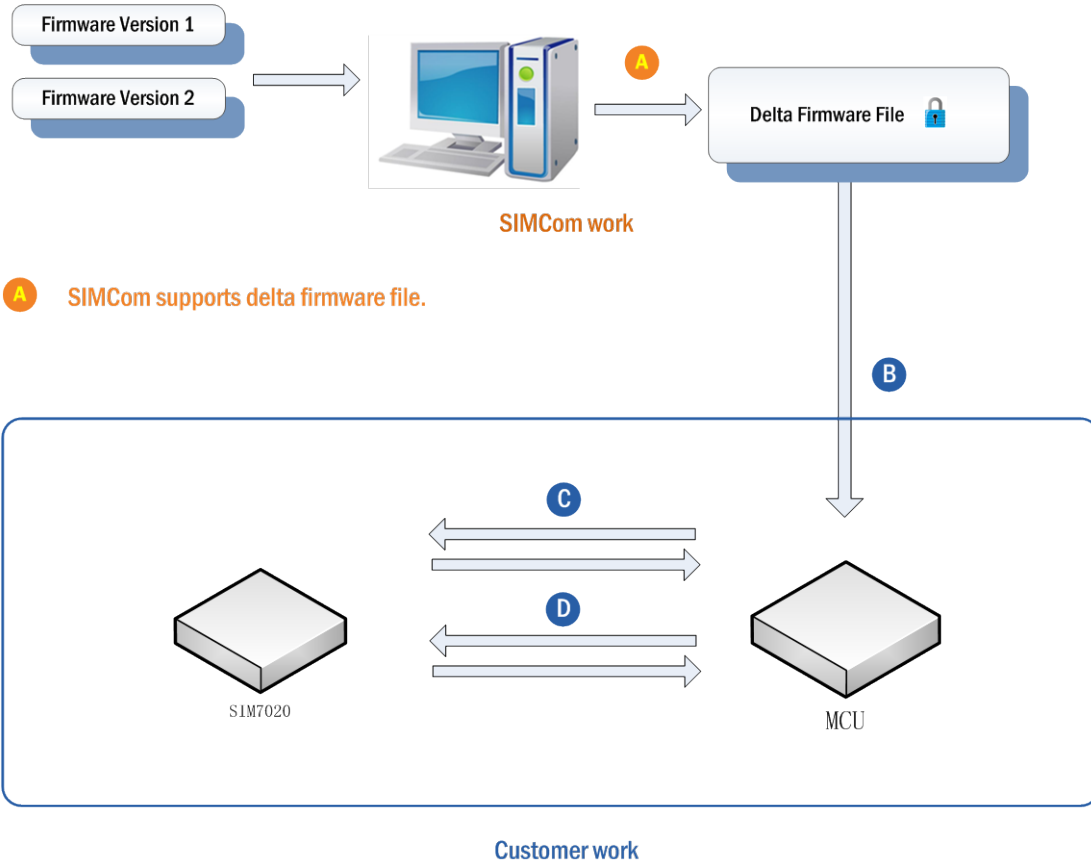 Firmware Version 1
Firmware Version 2
A
Delta Firmware File
SIMCom work
A SIMCom supports delta firmware file.
B
C
D
SIM7020
MCU
Customer work